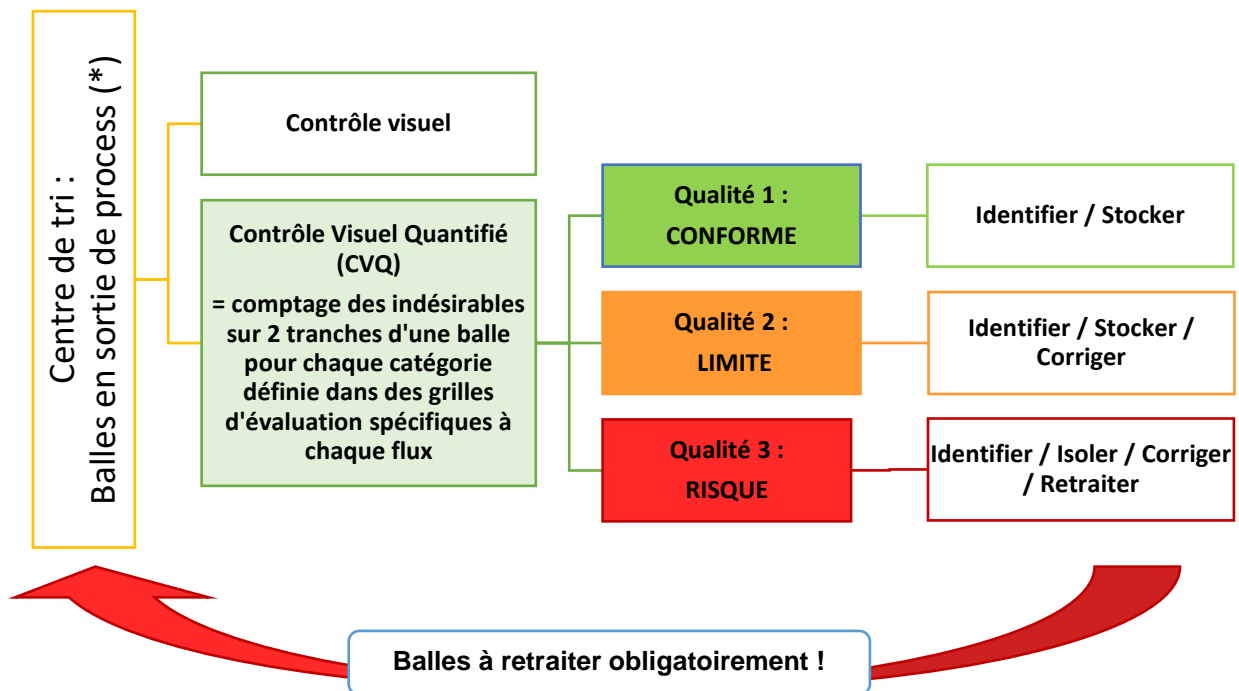 Centre de tri :
Balles en sortie de process (*)
Contrôle visuel
Contrôle Visuel Quantifié
(CVQ)
= comptage des indésirables
sur 2 tranches d'une balle
pour chaque catégorie
définie dans des grilles
d'évaluation spécifiques à
chaque flux
Qualité 1 :
CONFORME
Identifier / Stocker
Qualité 2 :
LIMITE
Identifier / Stocker /
Corriger
Qualité 3 :
RISQUE
Identifier / Isoler / Corriger
/ Retraiter
Balles à retraiter obligatoirement !